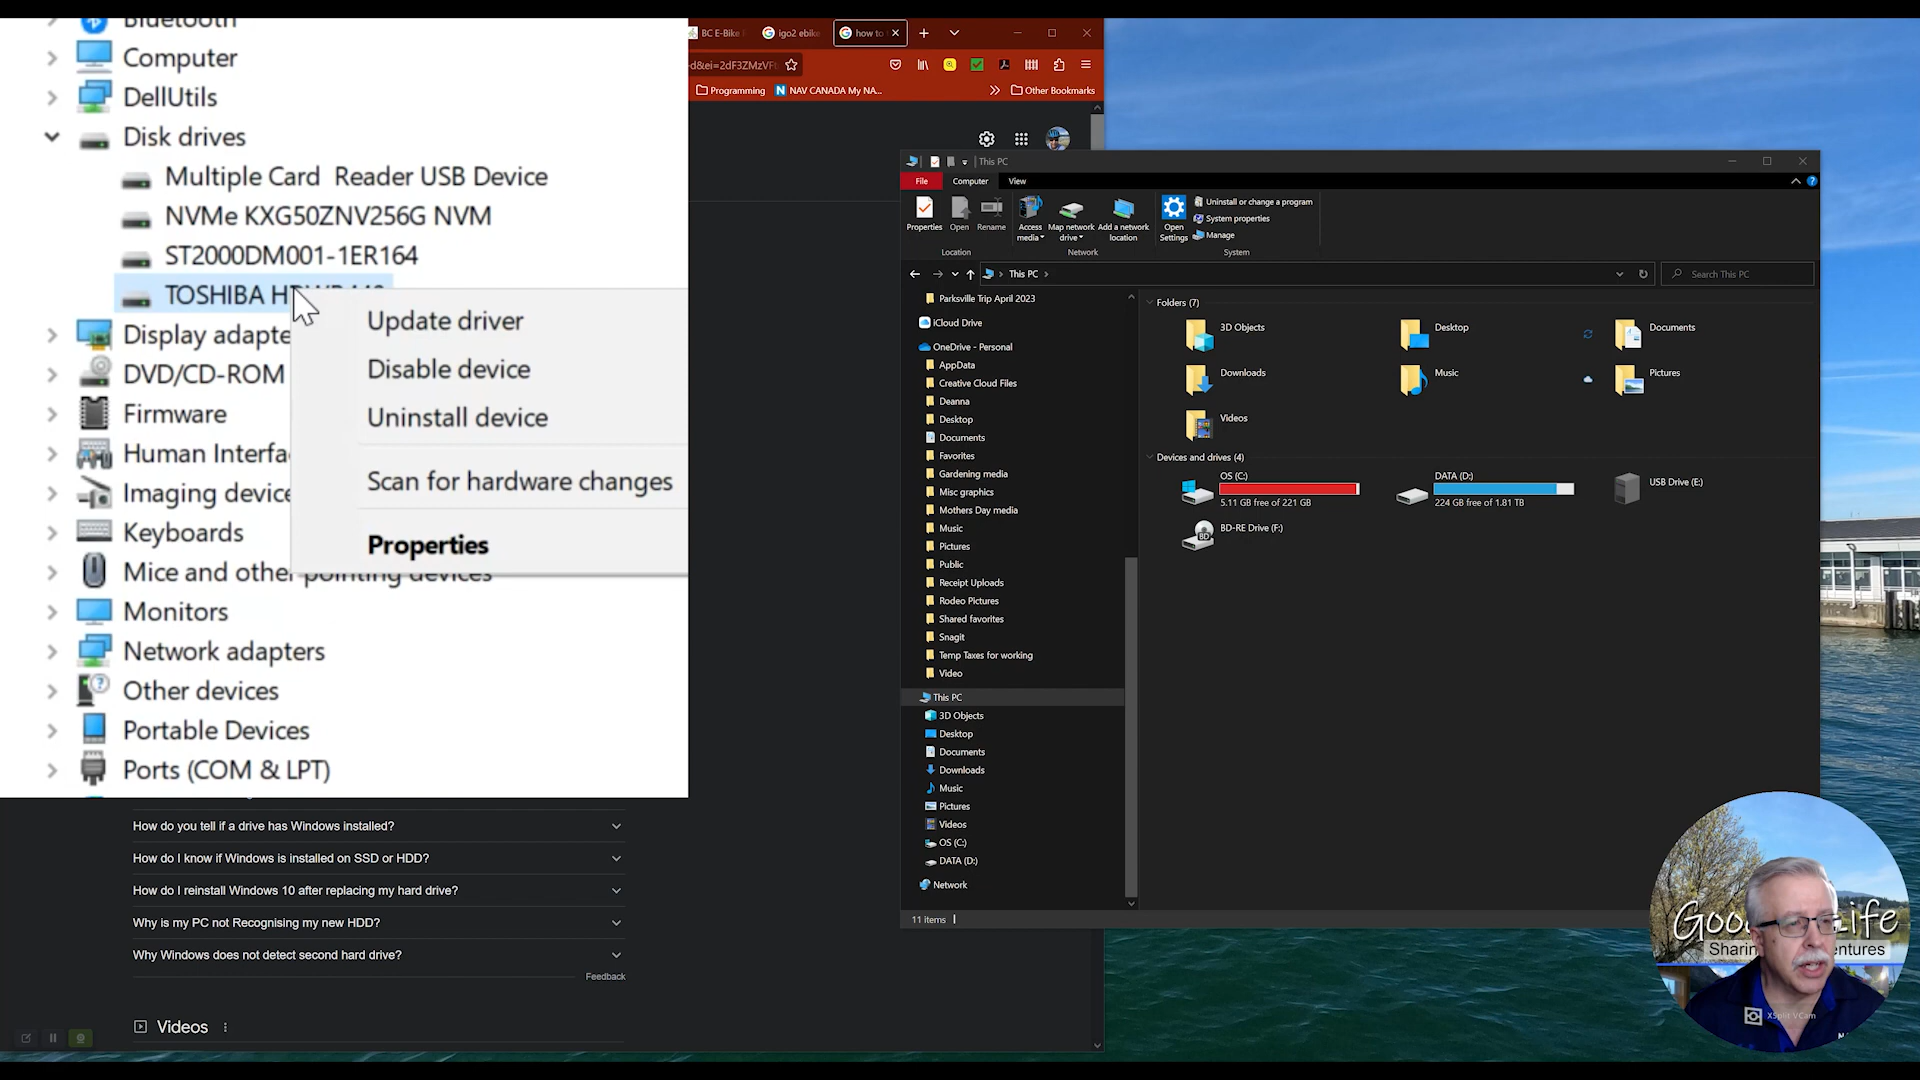 Bluetooth
Computer
DellUtils
Disk drives
Multiple Card  Reader USB Device
NVMe KXG50ZNV256G NVM
ST2000DM001-1ER164
TOSHIBA
Display adapte
DVD/CD-ROM
Firmware
Human Interfa
Imaging device
Keyboards
Mice and other pointing devices
Monitors
Network adapters
Other devices
Portable Devices
Ports (COM & LPT)
Update driver
Disable device
Uninstall device
Scan for hardware changes
Properties
BC E-Bike
igo2 ebike
how to
Programming
NAV CANADA My NA...
Other Bookmarks
How do you tell if a drive has Windows installed?
How do I know if Windows is installed on SSD or HDD?
How do I reinstall Windows 10 after replacing my hard drive?
Why is my PC not Recognising my new HDD?
Why Windows does not detect second hard drive?
Feedback
Videos
This PC
File
Computer
View
Properties
Open
Rename
Access media
Map network drive
Add a network location
Open Settings
Uninstall or change a program
System properties
Manage
Location
Network
System
This PC
Search This PC
Parksville Trip April 2023
iCloud Drive
OneDrive - Personal
AppData
Creative Cloud Files
Deanna
Desktop
Documents
Favorites
Gardening media
Misc graphics
Mothers Day media
Music
Pictures
Public
Receipt Uploads
Rodeo Pictures
Shared favorites
Snagit
Temp Taxes for working
Video
This PC
3D Objects
Desktop
Documents
Downloads
Music
Pictures
Videos
OS (C:)
DATA (D:)
Network
11 items
Folders (7)
3D Objects
Desktop
Documents
Downloads
Music
Pictures
Videos
Devices and drives (4)
OS (C:)
5.11 GB free of 221 GB
DATA (D:)
224 GB free of 1.81 TB
USB Drive (E:)
BD-RE Drive (F:)
XSplit VCam